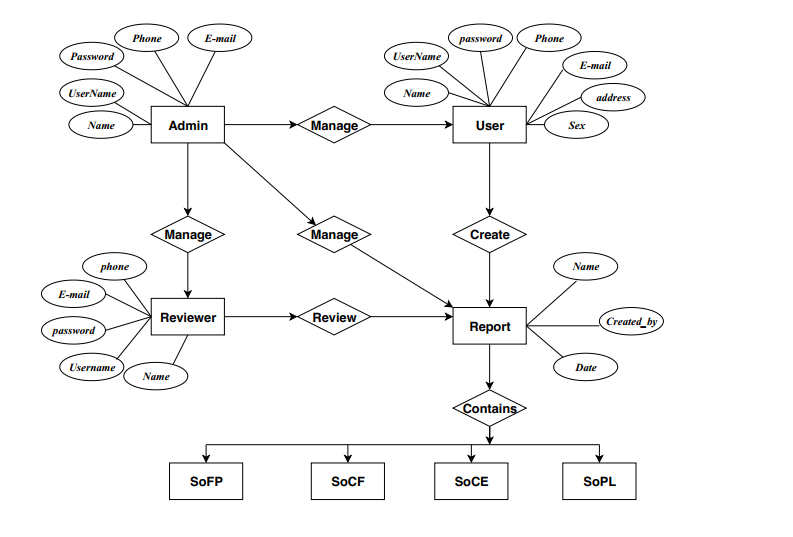 Phone
E-mail
Password
UserName
Name
Admin
Manage
password
Phone
UserName
E-mail
Name
address
Sex
User
Manage
Manage
Create
phone
E-mail
password
Username
Name
Reviewer
Review
Report
Name
Created_by
Date
Contains
SoFP
SoCF
SoCE
SoPL